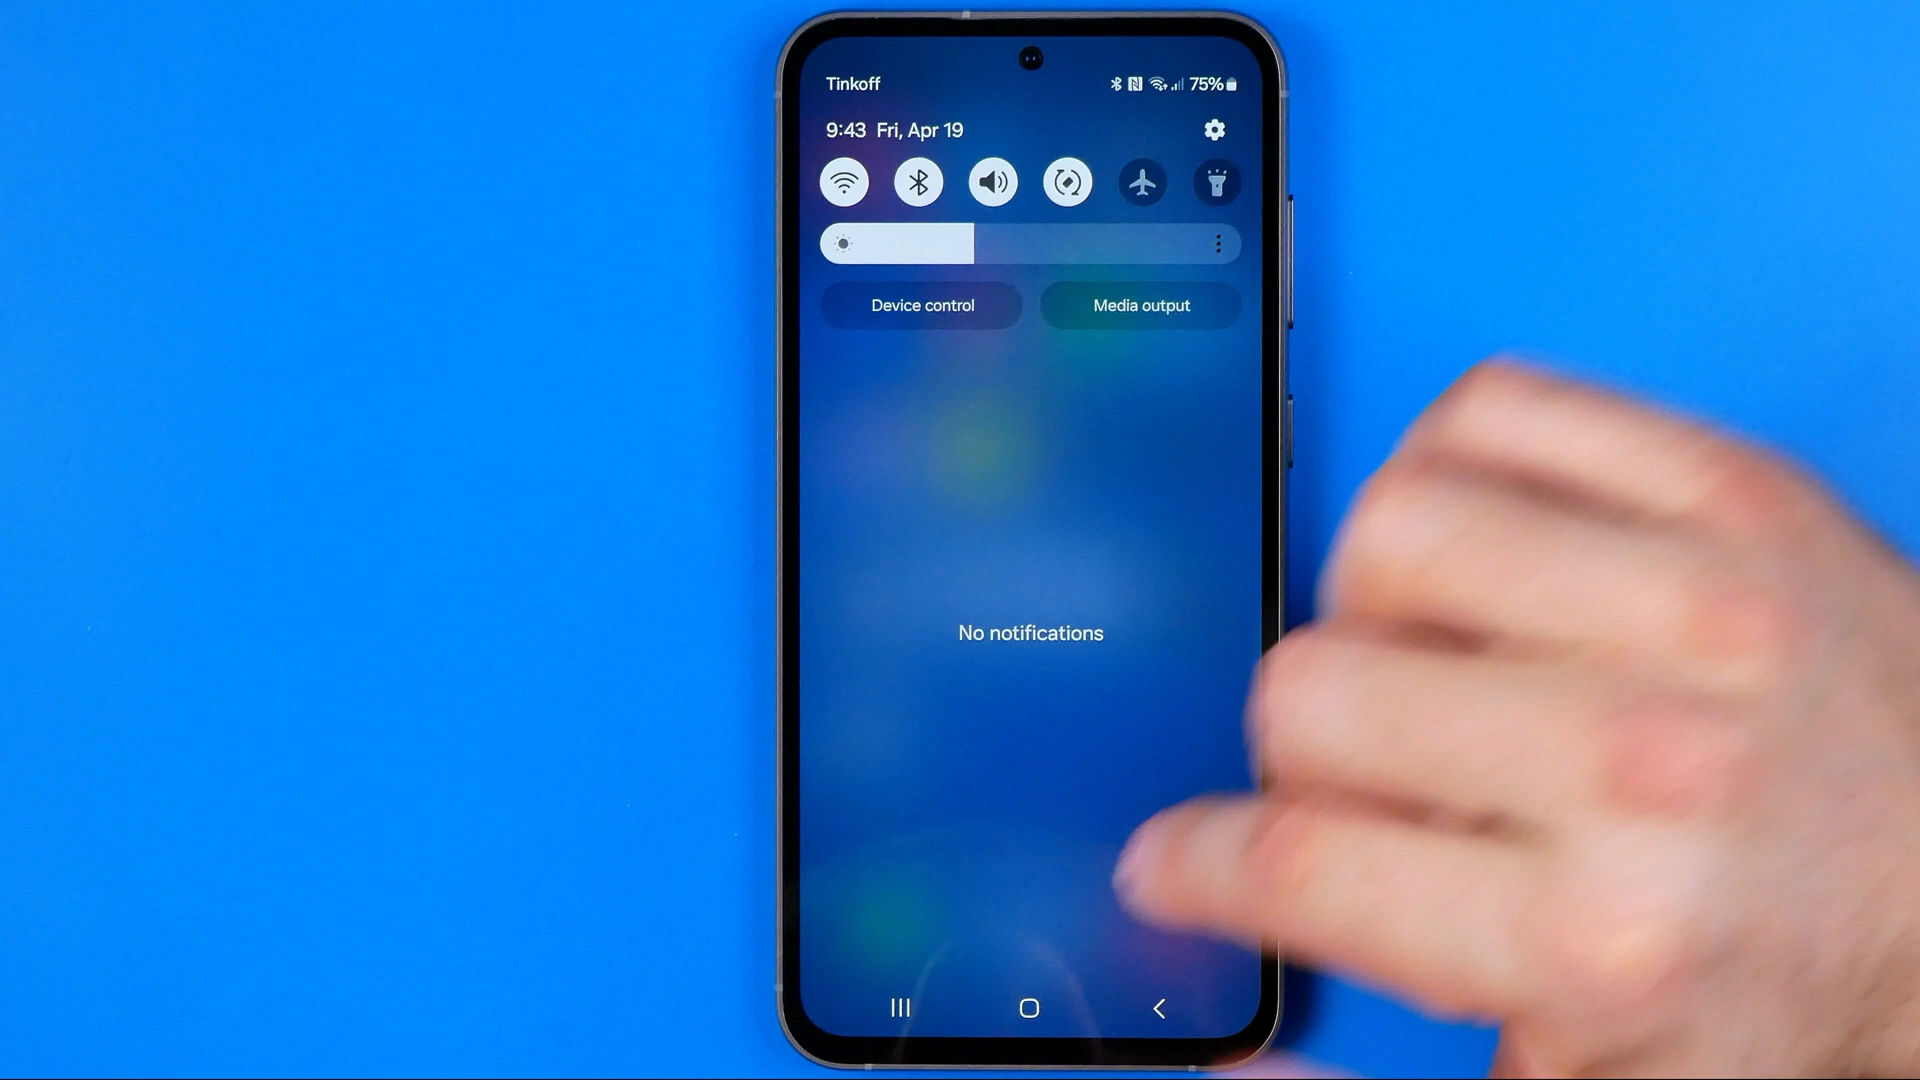 Tinkoff 75%
9:43 Fri, Apr 19
Device control Media output
No notifications